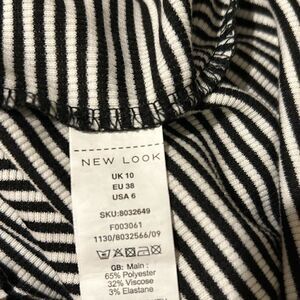 NEW LOOK
UK 10
EU 38
USA 6
SKU:8032649
F003061
1130/8032566/09
GB: Main :
65% Polyester
32% Viscose
3% Elastane